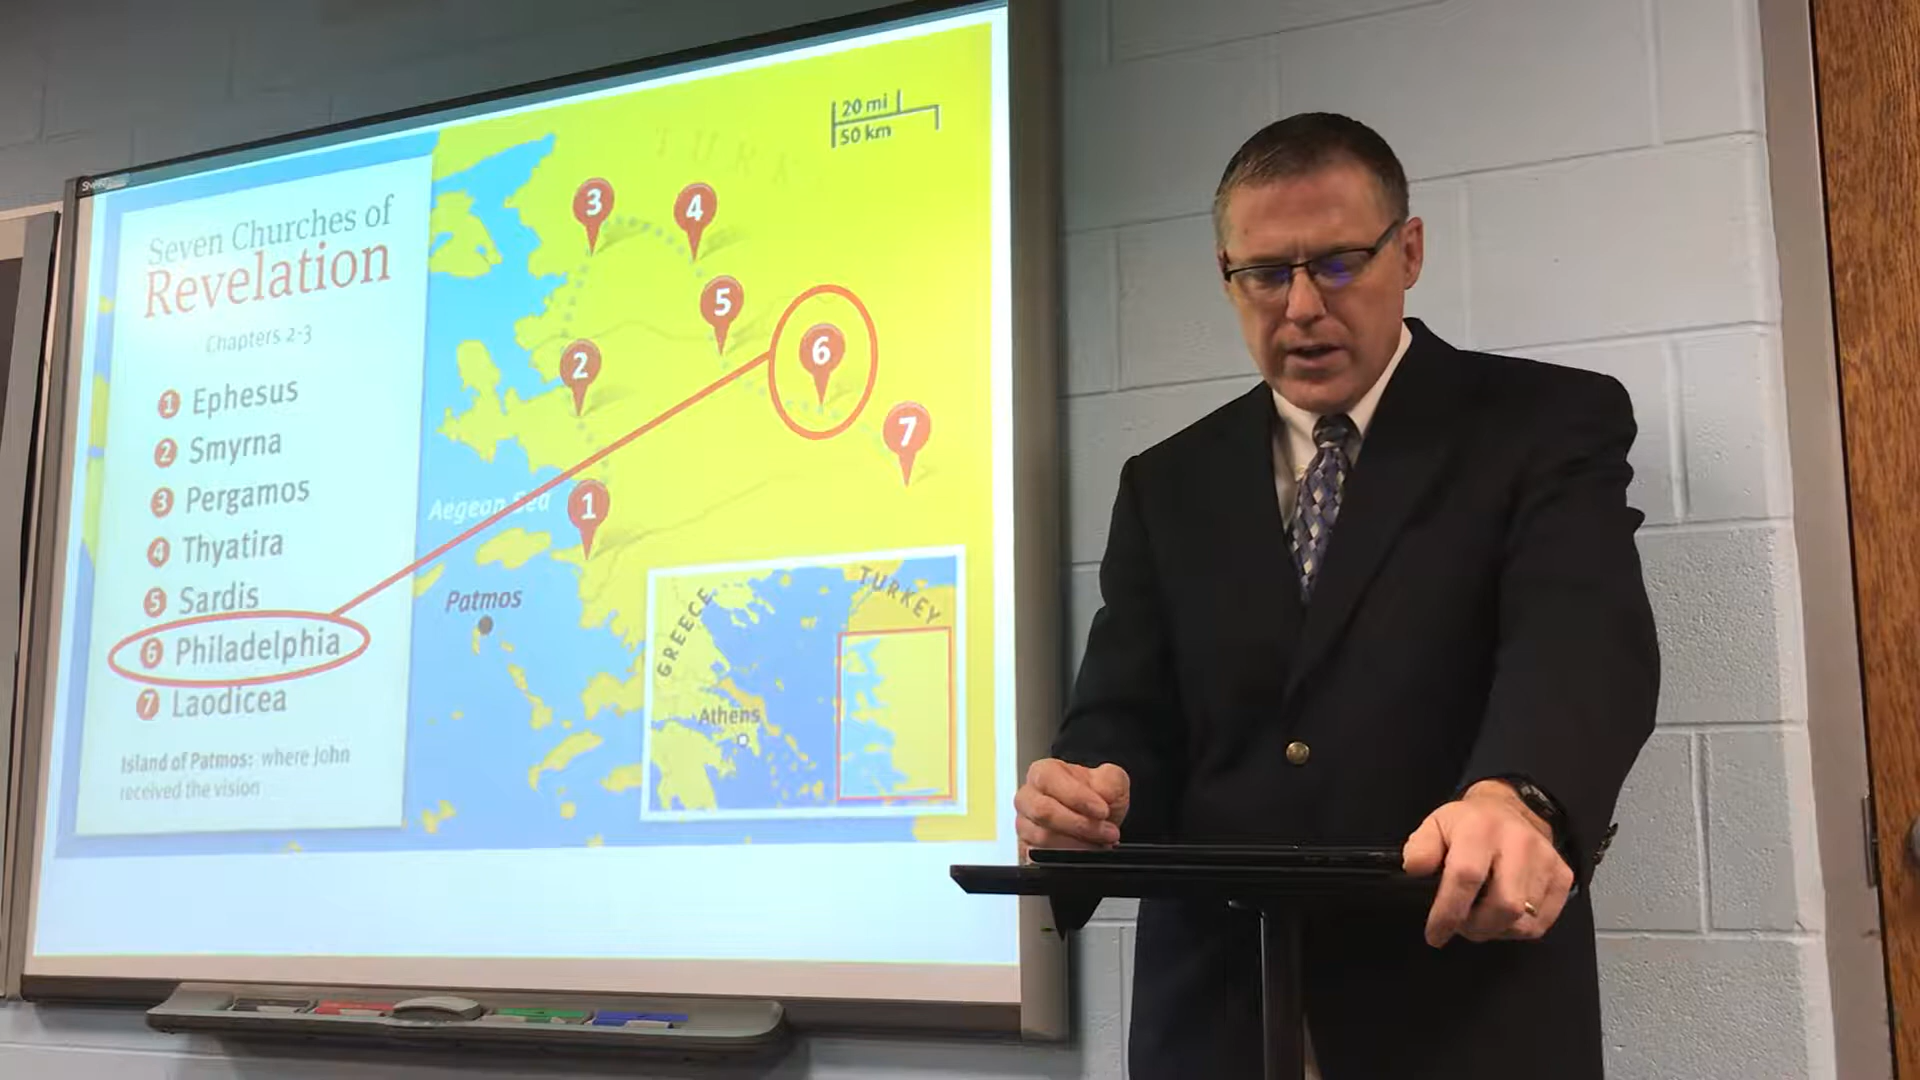 Seven Churches of
Revelation
Chapters 2-3
1 Ephesus
2 Smyrna
3 Pergamos
4 Thyatira
5 Sardis
6 Philadelphia
7 Laodicea
Island of Patmos: where John
received the vision
20 mi
50 km
TURK
3
4
5
6
2
7
1
Aegean Sea
Patmos
GREECE
TURKEY
Athens